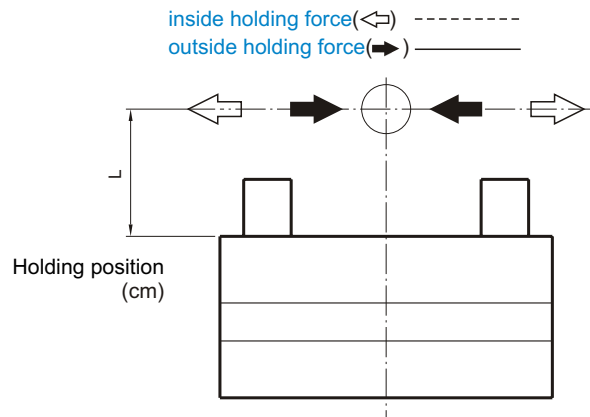 inside holding force(⇦)
outside holding force(➡ )
L
Holding position
(cm)